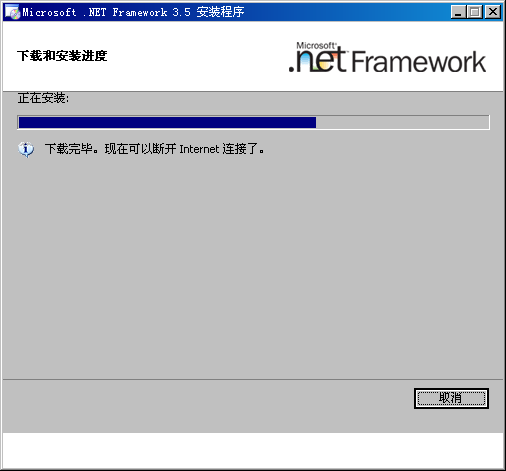 Microsoft .NET Framework 3.5 安装程序
下载和安装进度
Microsoft®
.net Framework
正在安装:
下载完毕。现在可以断开 Internet 连接了。
取消